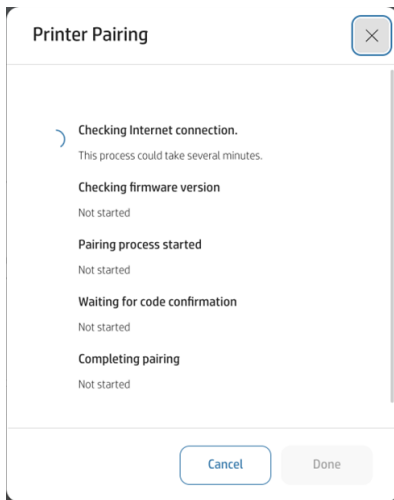 Printer Pairing
Checking Internet connection.
This process could take several minutes.
Checking firmware version
Not started
Pairing process started
Not started
Waiting for code confirmation
Not started
Completing pairing
Not started
Cancel
Done